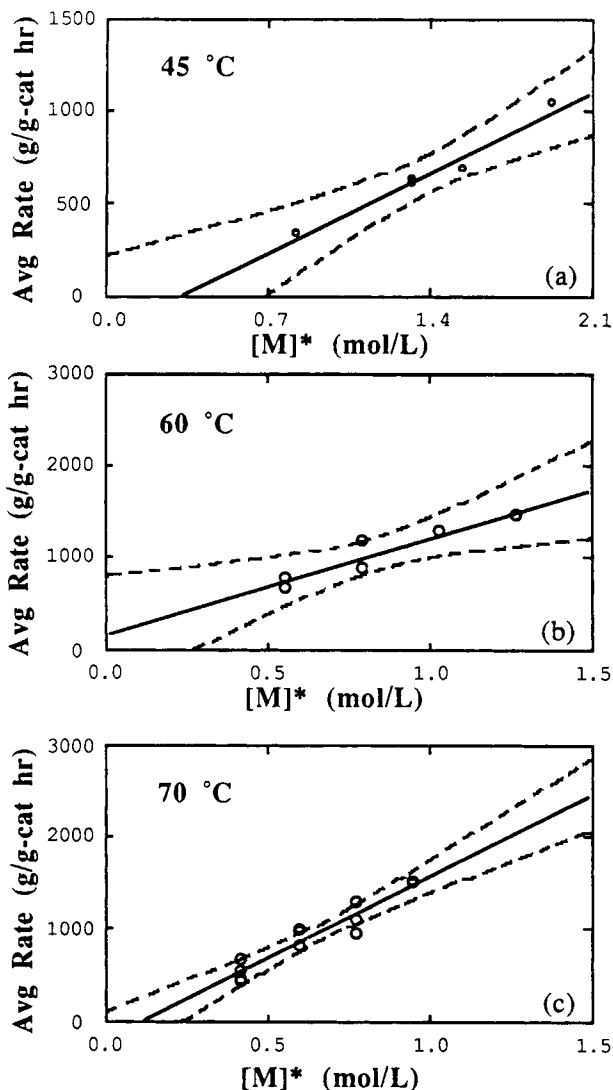 1500
45 °C
1000
500
0
(a)
0.0 0.7 1.4 2.1
[M]* (mol/L)
Avg Rate (g/g-cat hr)
3000
60 °C
2000
1000
0
(b)
0.0 0.5 1.0 1.5
[M]* (mol/L)
Avg Rate (g/g-cat hr)
3000
70 °C
2000
1000
0
(c)
0.0 0.5 1.0 1.5
[M]* (mol/L)
Avg Rate (g/g-cat hr)